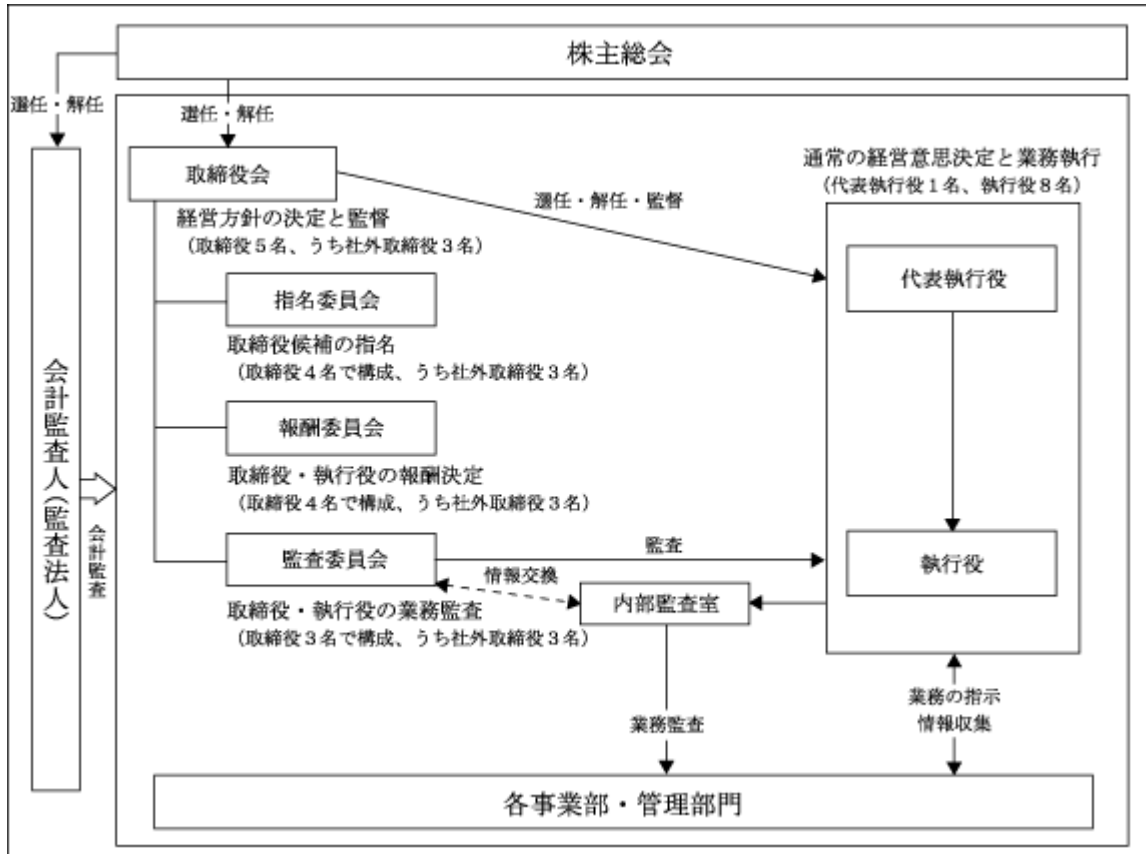 株主総会
選任・解任
選任・解任
取締役会
経営方針の決定と監督
(取締役5名、うち社外取締役3名)
選任・解任・監督
通常の経営意思決定と業務執行
(代表執行役1名、執行役8名)
代表執行役
指名委員会
取締役候補の指名
(取締役4名で構成、うち社外取締役3名)
報酬委員会
取締役・執行役の報酬決定
(取締役4名で構成、うち社外取締役3名)
会計監査人(監査法人)
会計監査
監査委員会
取締役・執行役の業務監査
(取締役3名で構成、うち社外取締役3名)
監査
情報交換
内部監査室
執行役
業務監査
業務の指示
情報収集
各事業部・管理部門